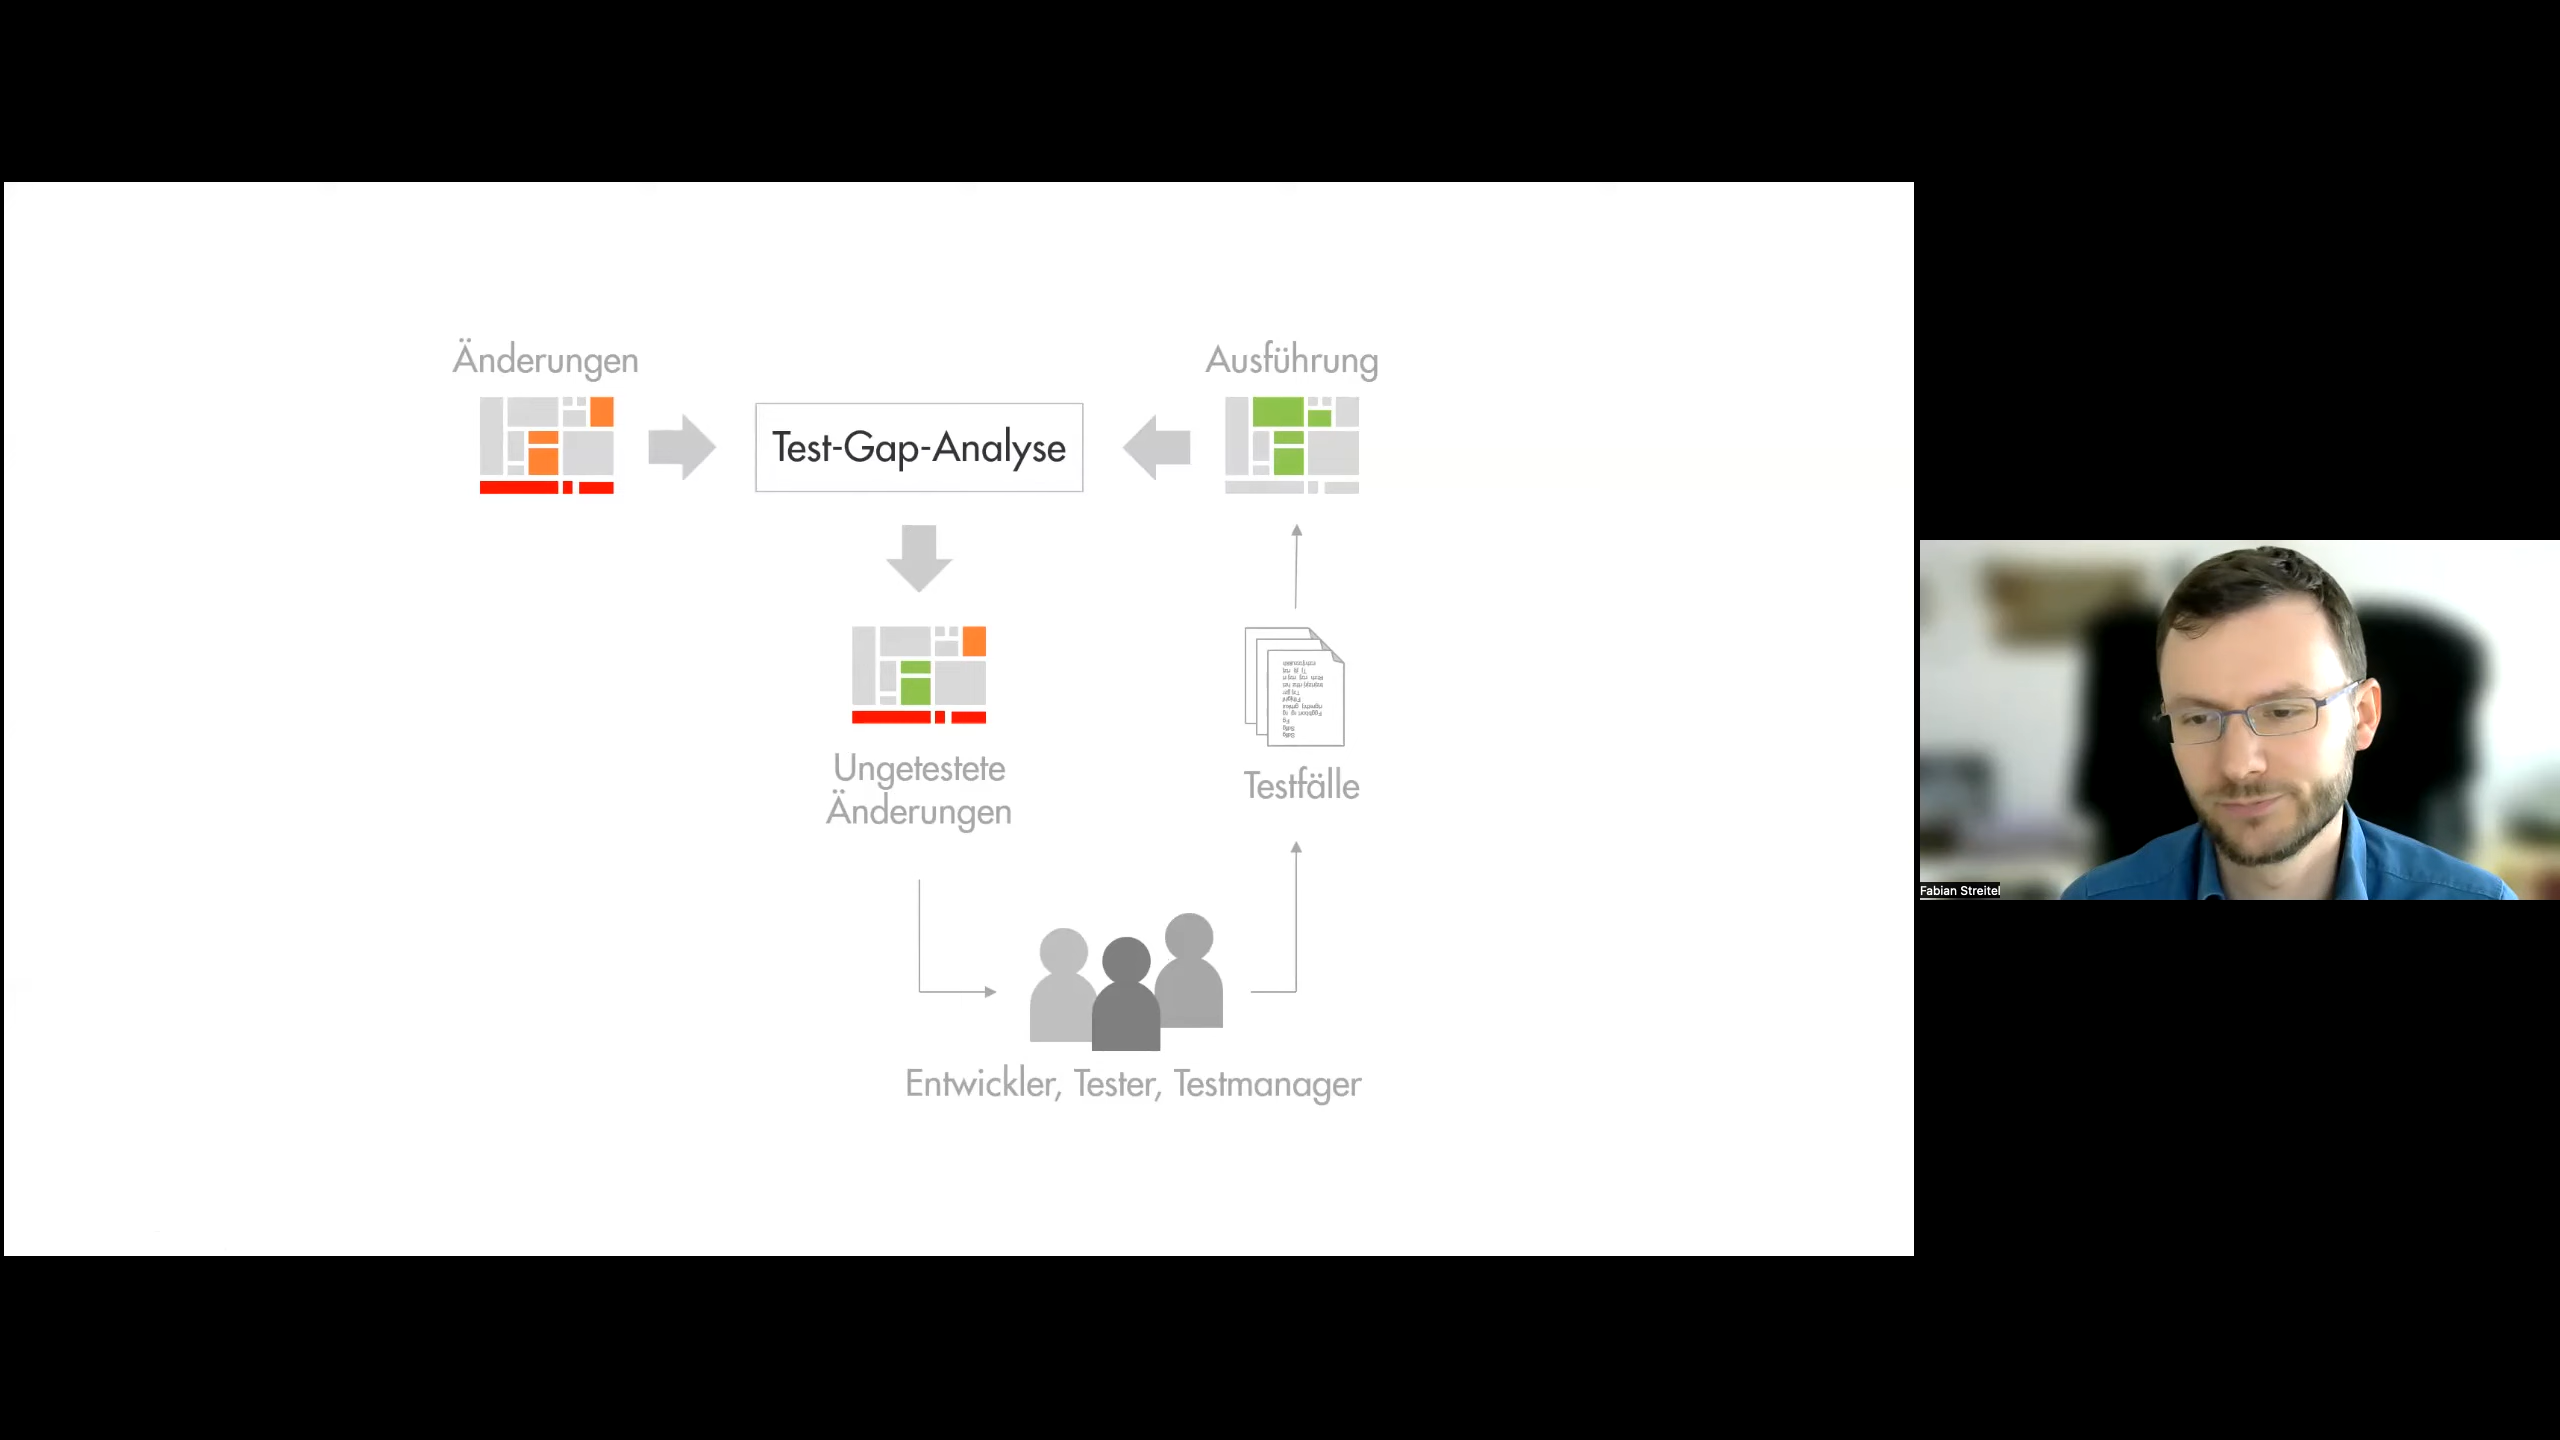 Änderungen
Ausführung
Test-Gap-Analyse
Ungetestete
Änderungen
Testfälle
Entwickler, Tester, Testmanager
Fabian Streitel